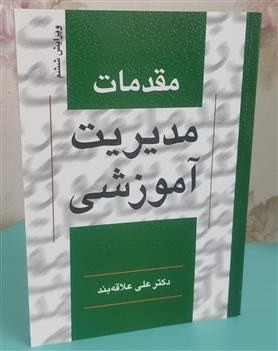 ویرایش ششم
مقدمات
مدیریت
آموزشی
دکتر علی علاقه‌بند